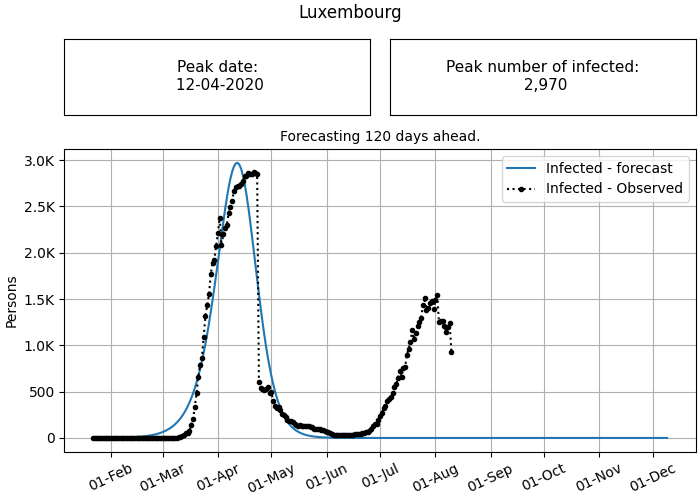 Luxembourg
Peak date:
12-04-2020
Peak number of infected:
2,970
Forecasting 120 days ahead.
3.0K
2.5K
2.0K
1.5K
1.0K
500
0
Persons
Infected - forecast
Infected - Observed
01-Feb
01-Mar
01-Apr
01-May
01-Jun
01-Jul
01-Aug
01-Sep
01-Oct
01-Nov
01-Dec